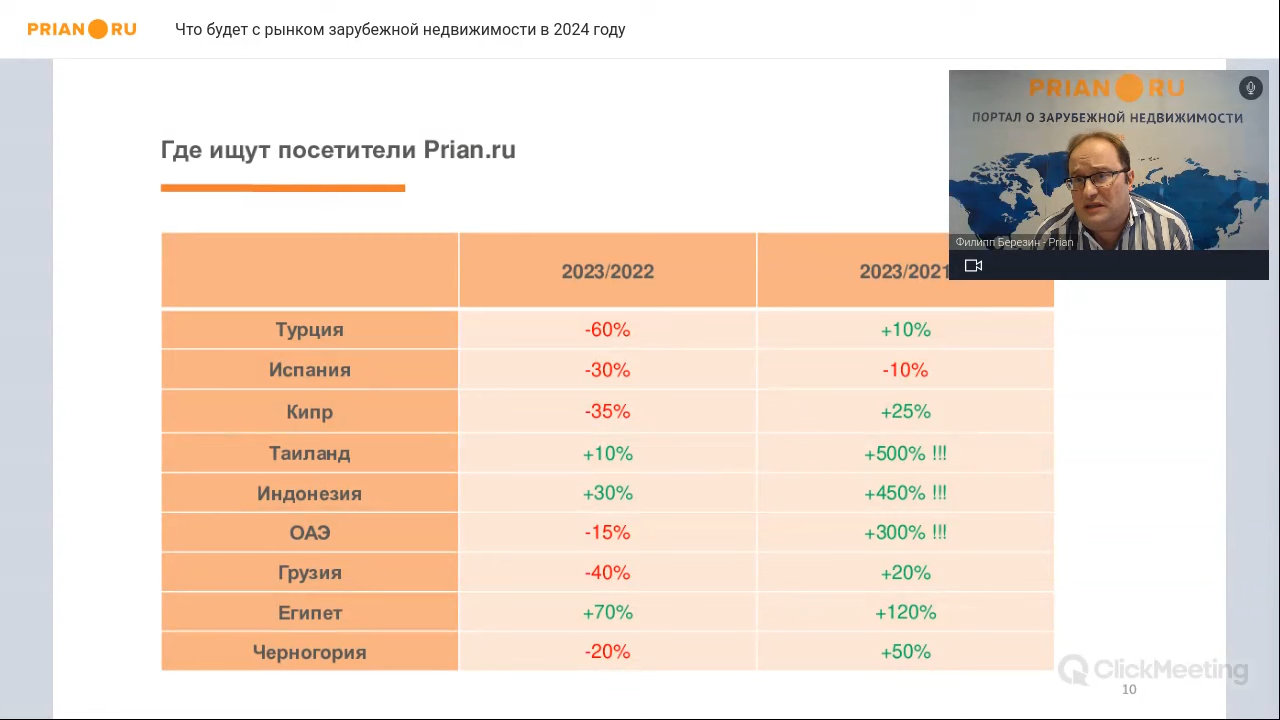 PRIAN RU
Что будет с рынком зарубежной недвижимости в 2024 году
PRIAN RU
ПОРТАЛ О ЗАРУБЕЖНОЙ НЕДВИЖИМОСТИ
Филипп Березин - Prian
Где ищут посетители Prian.ru
2023/2022 2023/2021
Турция -60% +10%
Испания -30% -10%
Кипр -35% +25%
Таиланд +10% +500% !!!
Индонезия +30% +450% !!!
ОАЭ -15% +300% !!!
Грузия -40% +20%
Египет +70% +120%
Черногория -20% +50%
ClickMeeting
10